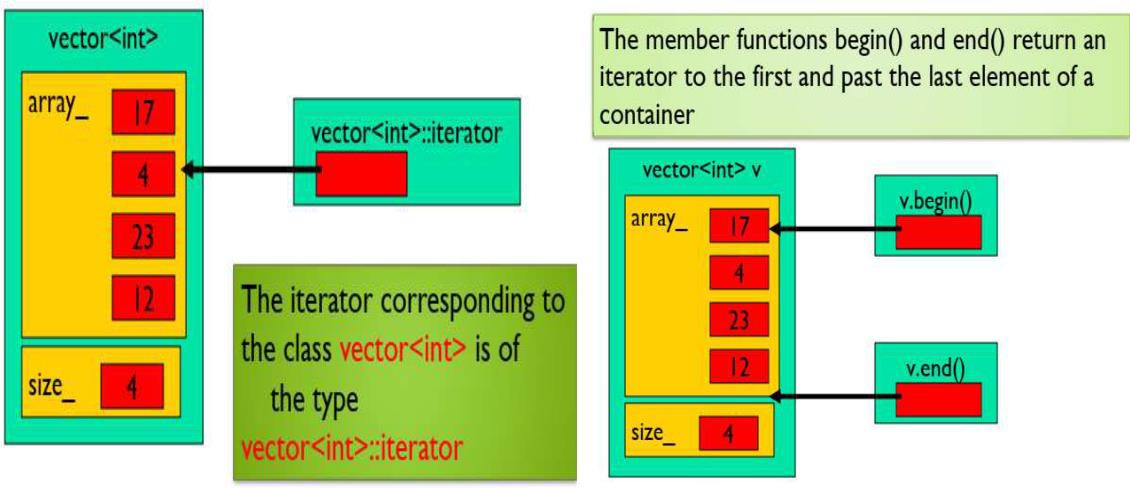 vector<int>
array_
17
4
23
12
size_
4
vector<int>::iterator
The iterator corresponding to
the class vector<int> is of
the type
vector<int>::iterator
The member functions begin() and end() return an
iterator to the first and past the last element of a
container
vector<int> v
array_
17
4
23
12
size_
4
v.begin()
v.end()